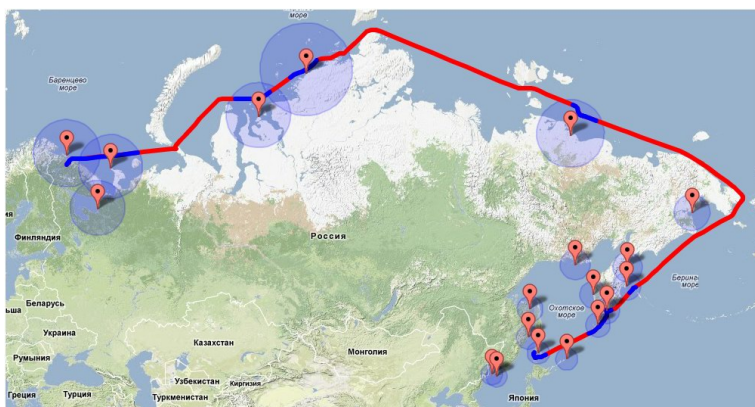 море
Баренцево
море
Россия
Финляндия
Беринг
море
Беларусь
Охотское
море
Украина
Казахстан
Монголия
Румыния
Узбекистан
Киргизия
Греция
Турция
Туркменистан
Япония